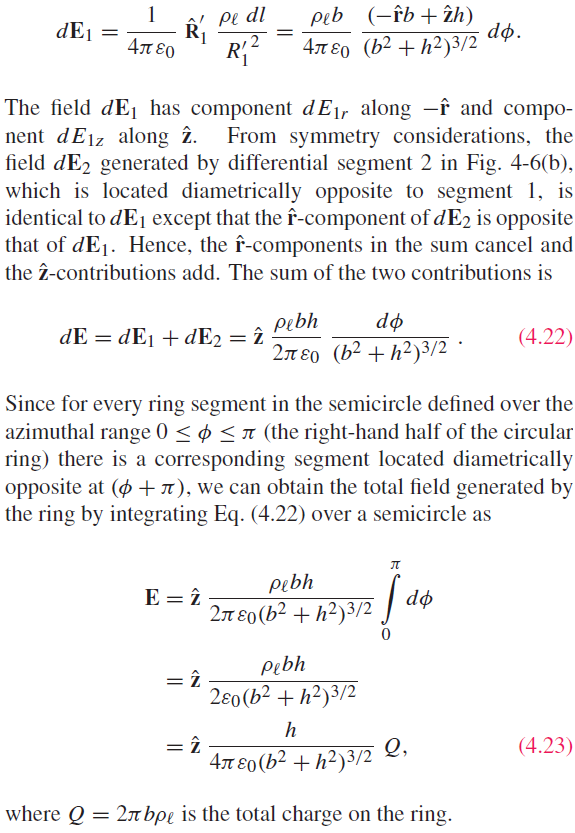 dE₁ = 1/(4πε₀) R̂′₁ ρℓ dl/R′₁² = ρℓb/(4πε₀) (−r̂b + ẑh)/(b² + h²)^3/2 dϕ.
The field dE₁ has component dE₁r along −r̂ and compo-
nent dE₁z along ẑ. From symmetry considerations, the
field dE₂ generated by differential segment 2 in Fig. 4-6(b),
which is located diametrically opposite to segment 1, is
identical to dE₁ except that the r̂-component of dE₂ is opposite
that of dE₁. Hence, the r̂-components in the sum cancel and
the ẑ-contributions add. The sum of the two contributions is
dE = dE₁ + dE₂ = ẑ ρℓbh/(2πε₀) dϕ/(b² + h²)^3/2 . (4.22)
Since for every ring segment in the semicircle defined over the
azimuthal range 0 ≤ ϕ ≤ π (the right-hand half of the circular
ring) there is a corresponding segment located diametrically
opposite at (ϕ + π), we can obtain the total field generated by
the ring by integrating Eq. (4.22) over a semicircle as
E = ẑ ρℓbh/(2πε₀(b² + h²)^3/2) ∫₀^π dϕ
= ẑ ρℓbh/(2ε₀(b² + h²)^3/2)
= ẑ h/(4πε₀(b² + h²)^3/2) Q, (4.23)
where Q = 2πbρℓ is the total charge on the ring.